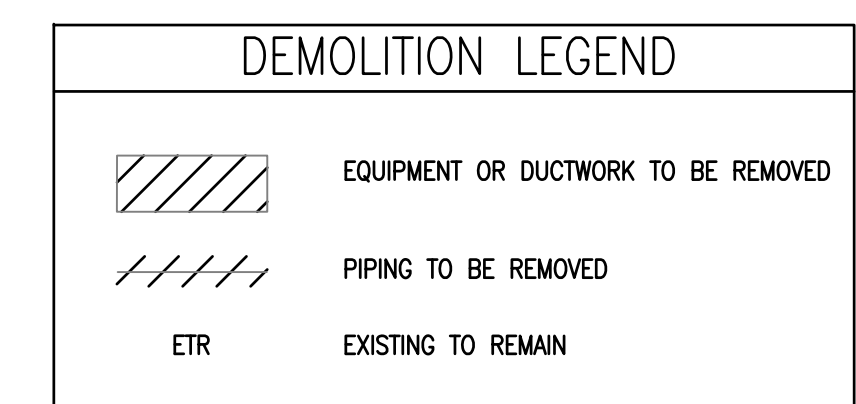 DEMOLITION LEGEND
EQUIPMENT OR DUCTWORK TO BE REMOVED
PIPING TO BE REMOVED
ETR EXISTING TO REMAIN